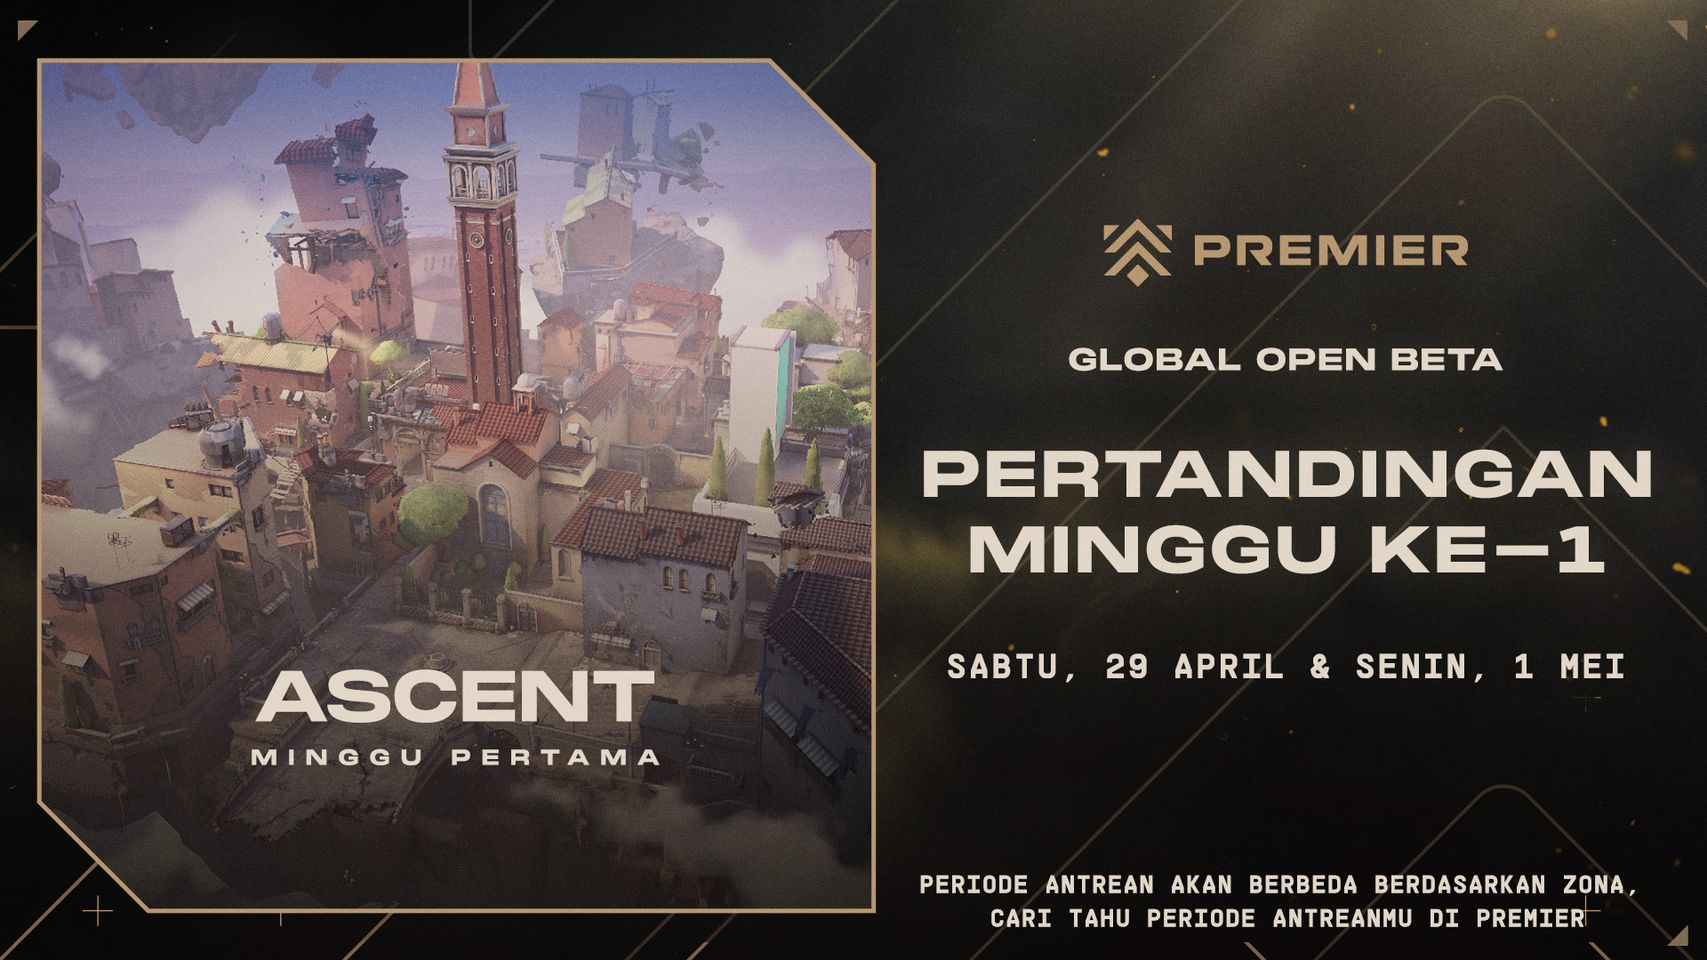 ASCENT
MINGGU PERTAMA
PREMIER
GLOBAL OPEN BETA
PERTANDINGAN
MINGGU KE–1
SABTU, 29 APRIL & SENIN, 1 MEI
PERIODE ANTREAN AKAN BERBEDA BERDASARKAN ZONA,
CARI TAHU PERIODE ANTREANMU DI PREMIER